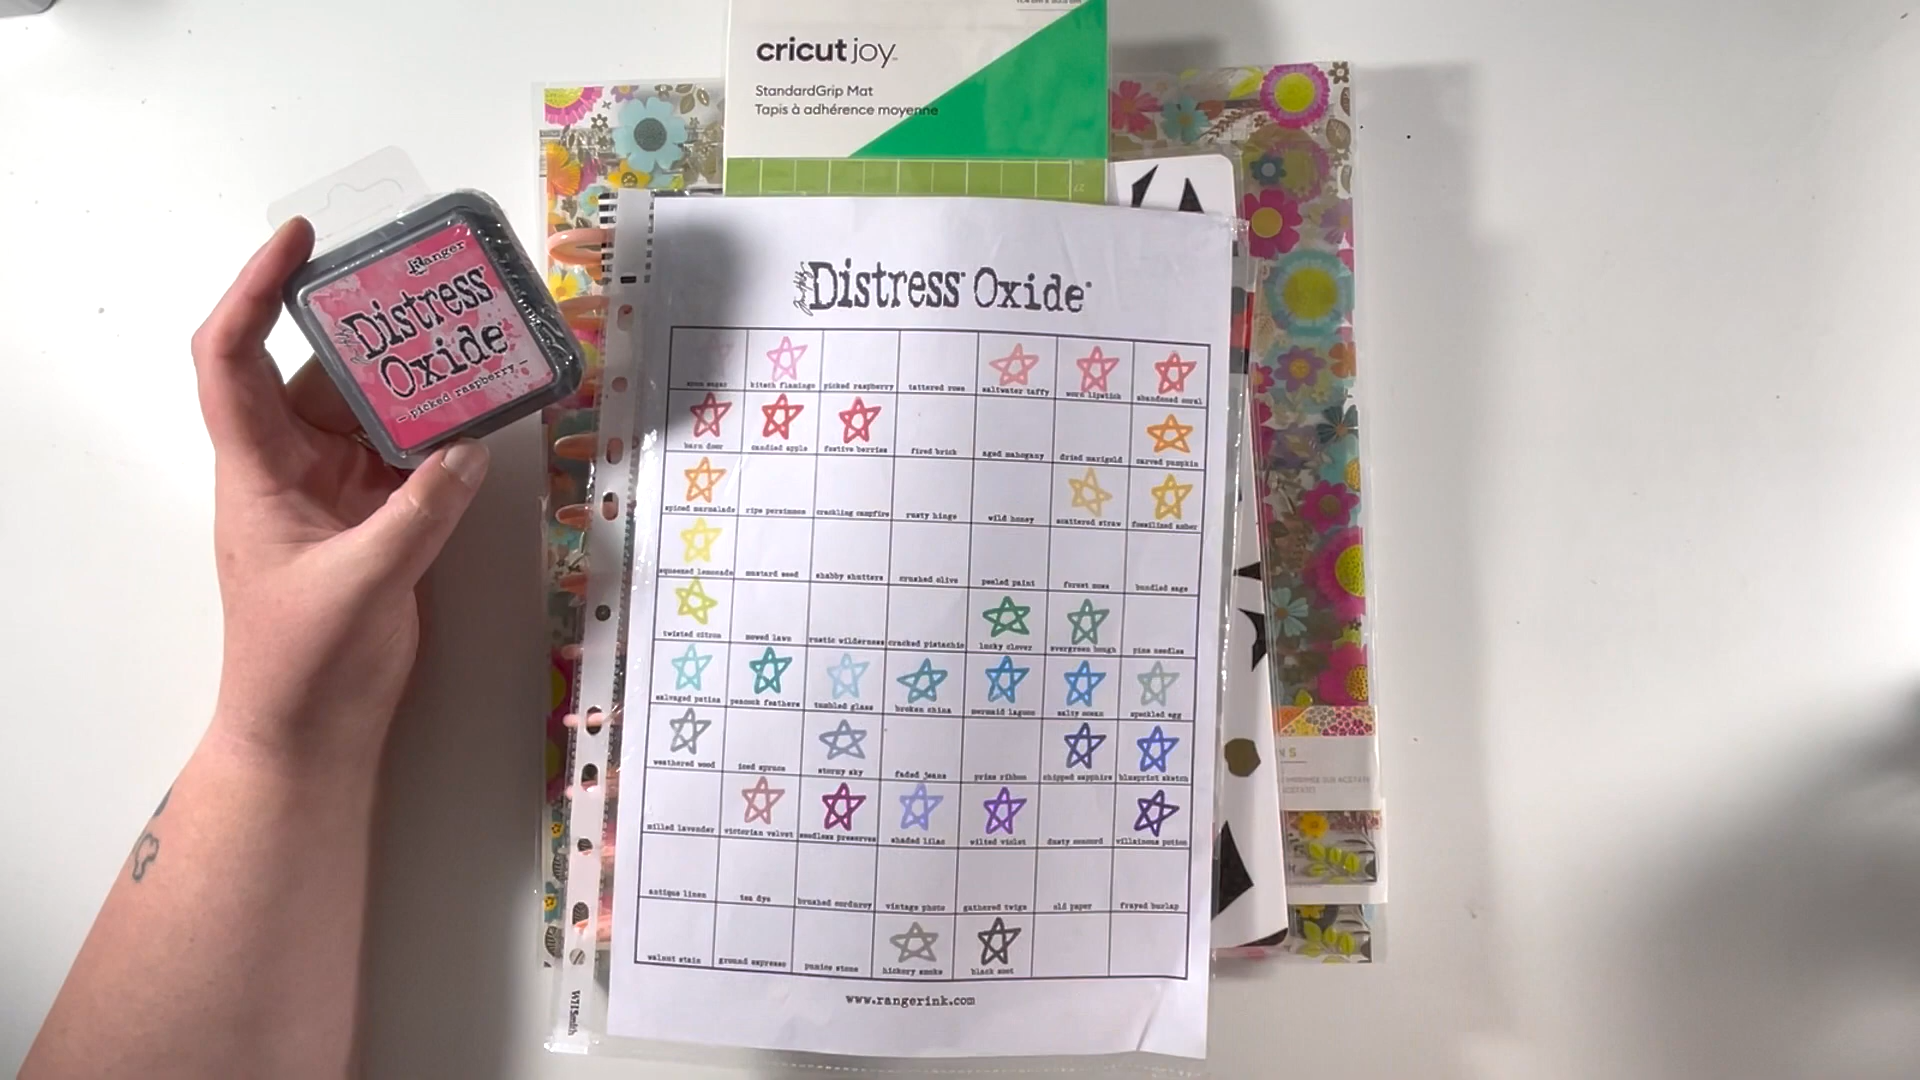 cricut joy™
StandardGrip Mat
Tapis à adhérence moyenne
Ranger
Distress
Oxide®
– picked raspberry –
Tim Holtz Distress® Oxide®
spun sugar kitsch flamingo picked raspberry tattered rose saltwater taffy worn lipstick abandoned coral
barn door candied apple festive berries fired brick aged mahogany dried marigold carved pumpkin
spiced marmalade ripe persimmon crackling campfire rusty hinge wild honey scattered straw fossilized amber
squeezed lemonade mustard seed shabby shutters crushed olive peeled paint forest moss bundled sage
twisted citron mowed lawn rustic wilderness cracked pistachio lucky clover evergreen bough pine needles
salvaged patina peacock feathers tumbled glass broken china mermaid lagoon salty ocean speckled egg
weathered wood iced spruce stormy sky faded jeans prize ribbon chipped sapphire blueprint sketch
milled lavender victorian velvet seedless preserves shaded lilac wilted violet dusty concord villainous potion
antique linen tea dye brushed corduroy vintage photo gathered twigs old paper frayed burlap
walnut stain ground espresso pumice stone hickory smoke black soot
www.rangerink.com
WHSmith